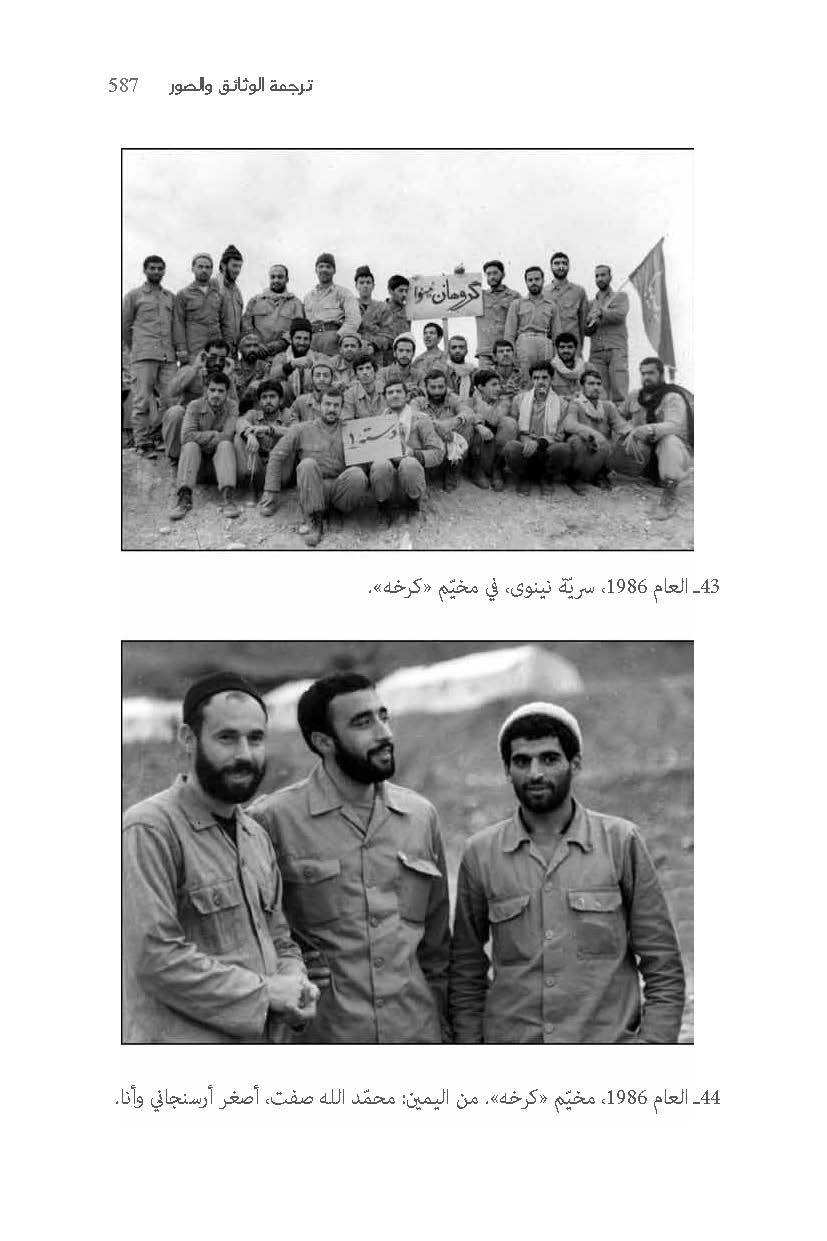 ترجمة الوثائق والصور 587
گروهان نینوا
دسته ۱
43ـ العام 1986، سريّة نينوى، في مخيّم «كرخه».
44ـ العام 1986، مخيّم «كرخه». من اليمين: محمّد الله صفت، أصغر أرسنجاني وأنا.